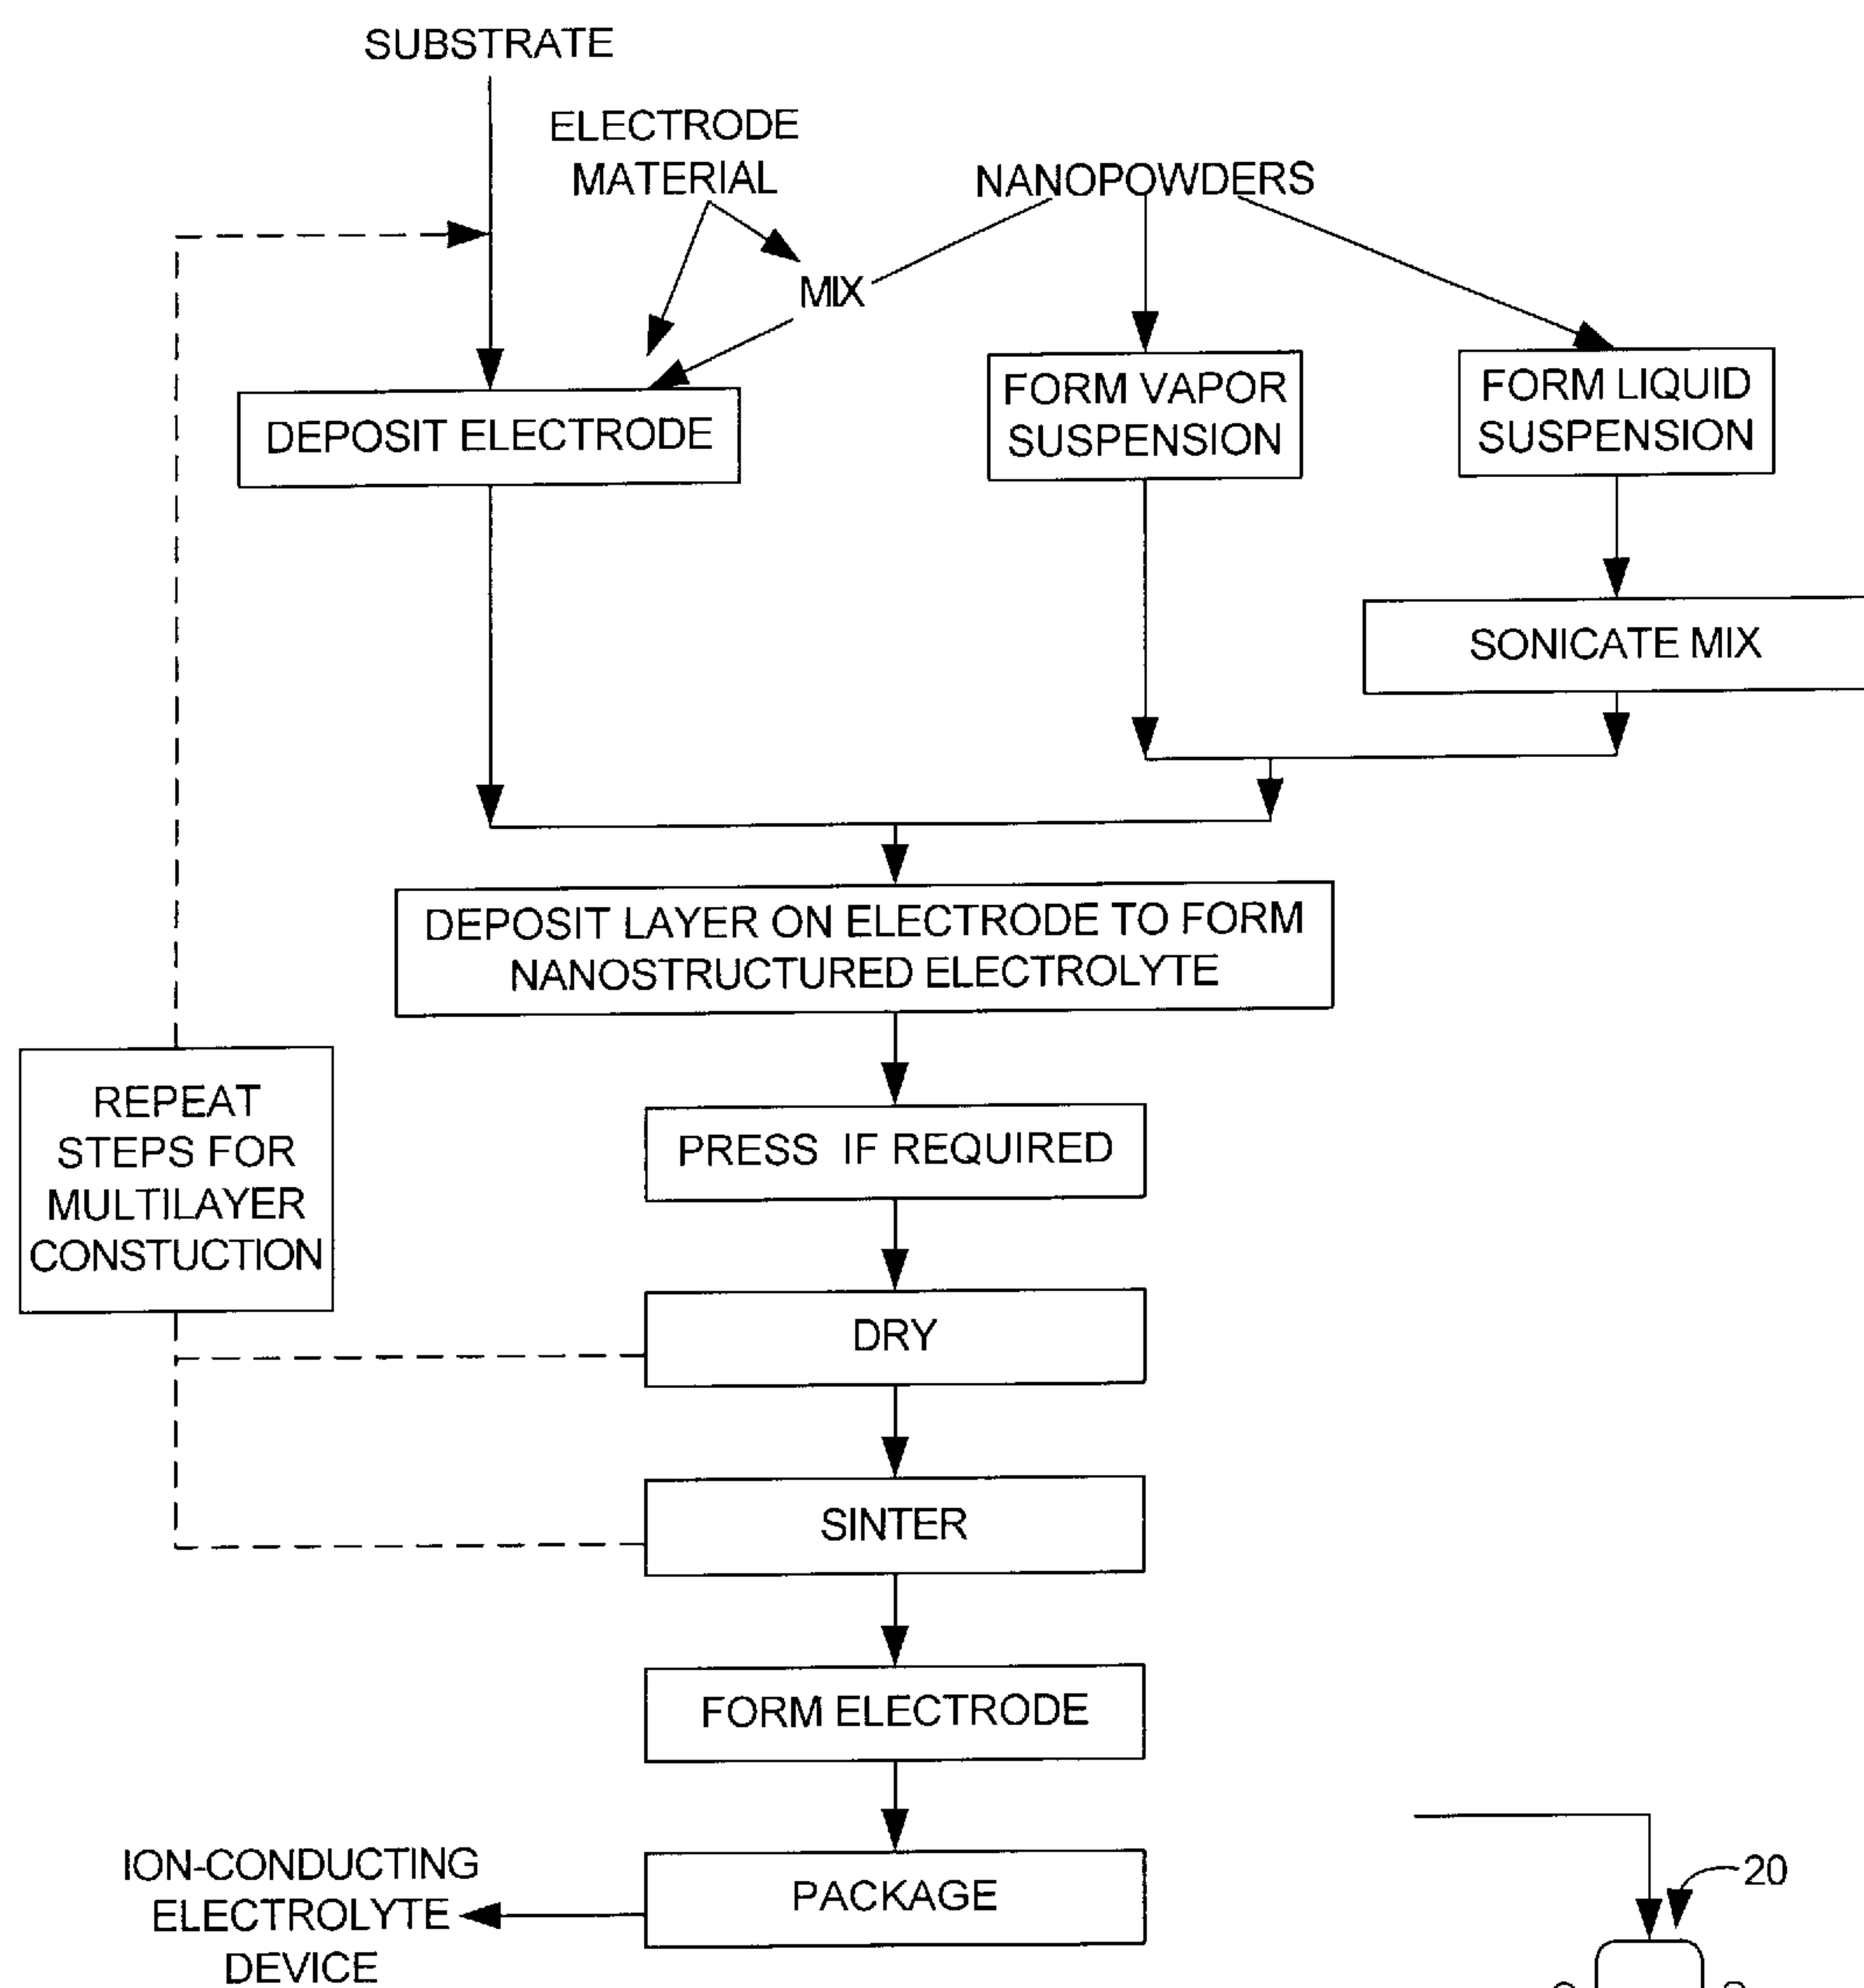 SUBSTRATE
ELECTRODE
MATERIAL
NANOPOWDERS
MIX
DEPOSIT ELECTRODE
FORM VAPOR
SUSPENSION
FORM LIQUID
SUSPENSION
SONICATE MIX
DEPOSIT LAYER ON ELECTRODE TO FORM
NANOSTRUCTURED ELECTROLYTE
REPEAT
STEPS FOR
MULTILAYER
CONSTUCTION
PRESS IF REQUIRED
DRY
SINTER
FORM ELECTRODE
PACKAGE
ION-CONDUCTING
ELECTROLYTE
DEVICE
20